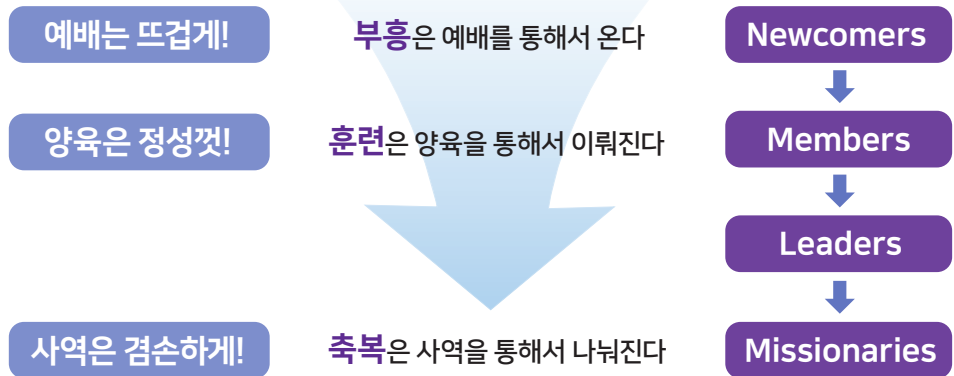 예배는 뜨겁게! 부흥은 예배를 통해서 온다 Newcomers
양육은 정성껏! 훈련은 양육을 통해서 이뤄진다 Members
Leaders
사역은 겸손하게! 축복은 사역을 통해서 나눠진다 Missionaries